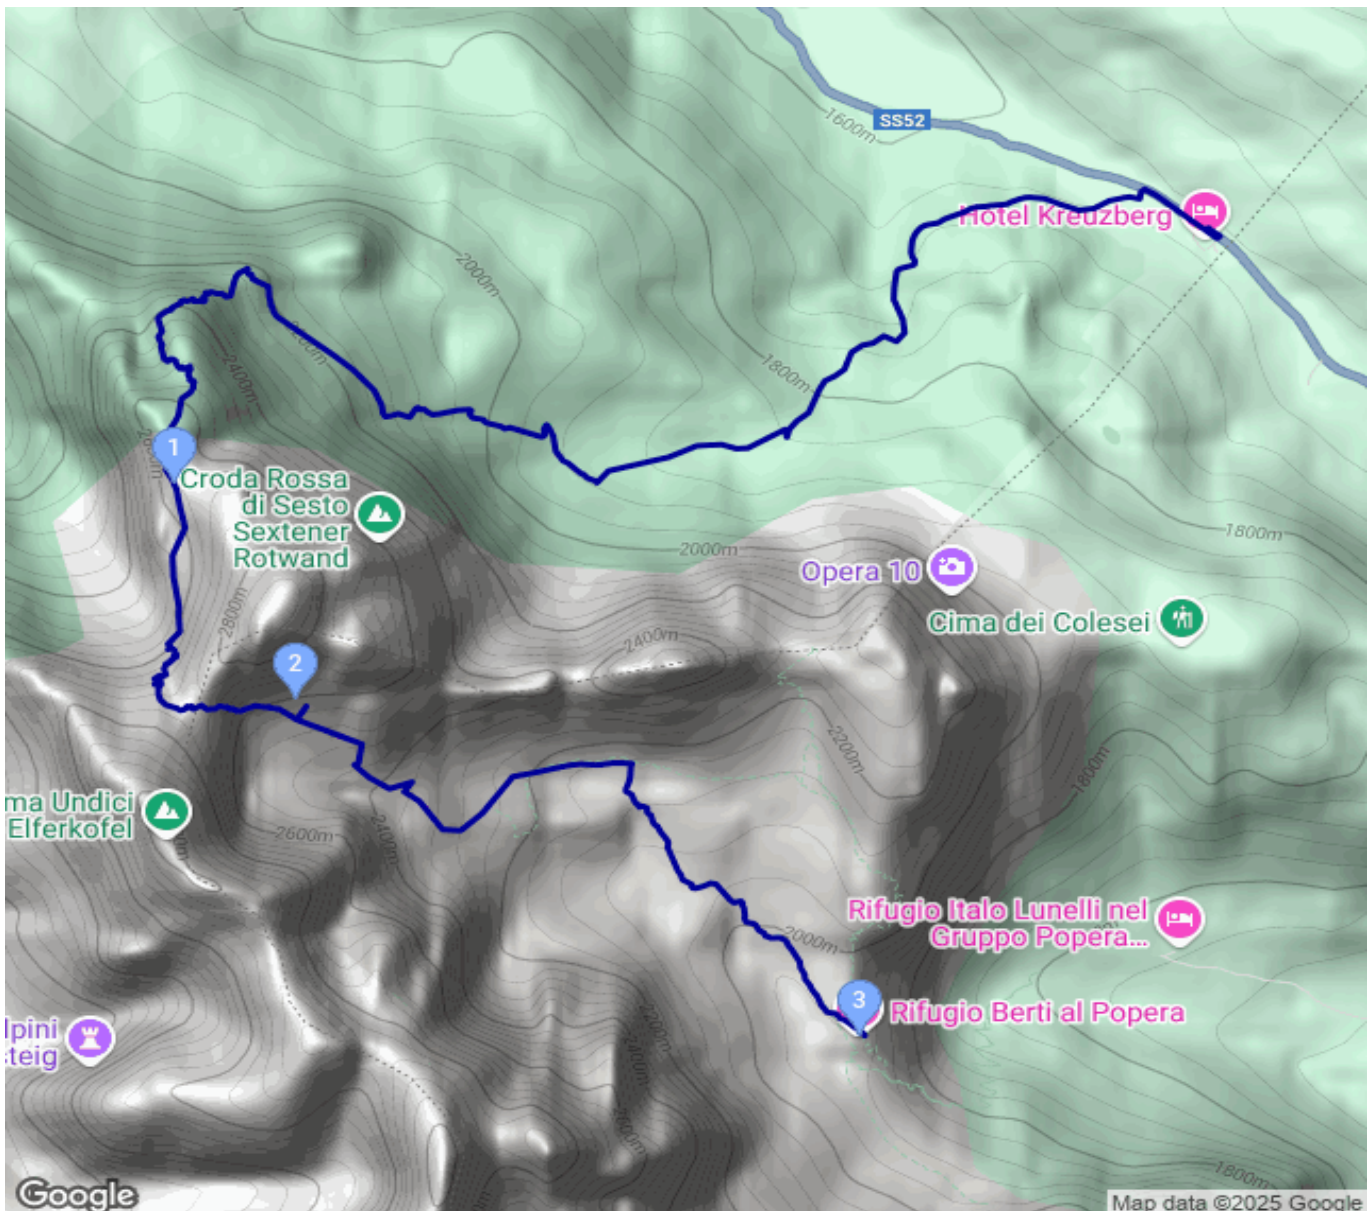 SS52
1600m
Hotel Kreuzberg
2000m
2400m
1800m
1
Croda Rossa
di Sesto
Sextener
Rotwand
1800m
2000m
Opera 10
2800m
2400m
Cima dei Colesei
2
2200m
1800m
ma Undici
Elferkofel
2600m
2400m
Rifugio Italo Lunelli nel
Gruppo Popera...
2000m
3
Rifugio Berti al Popera
lpini
steig
2200m
2400m
1800m
Google
Map data ©2025 Google